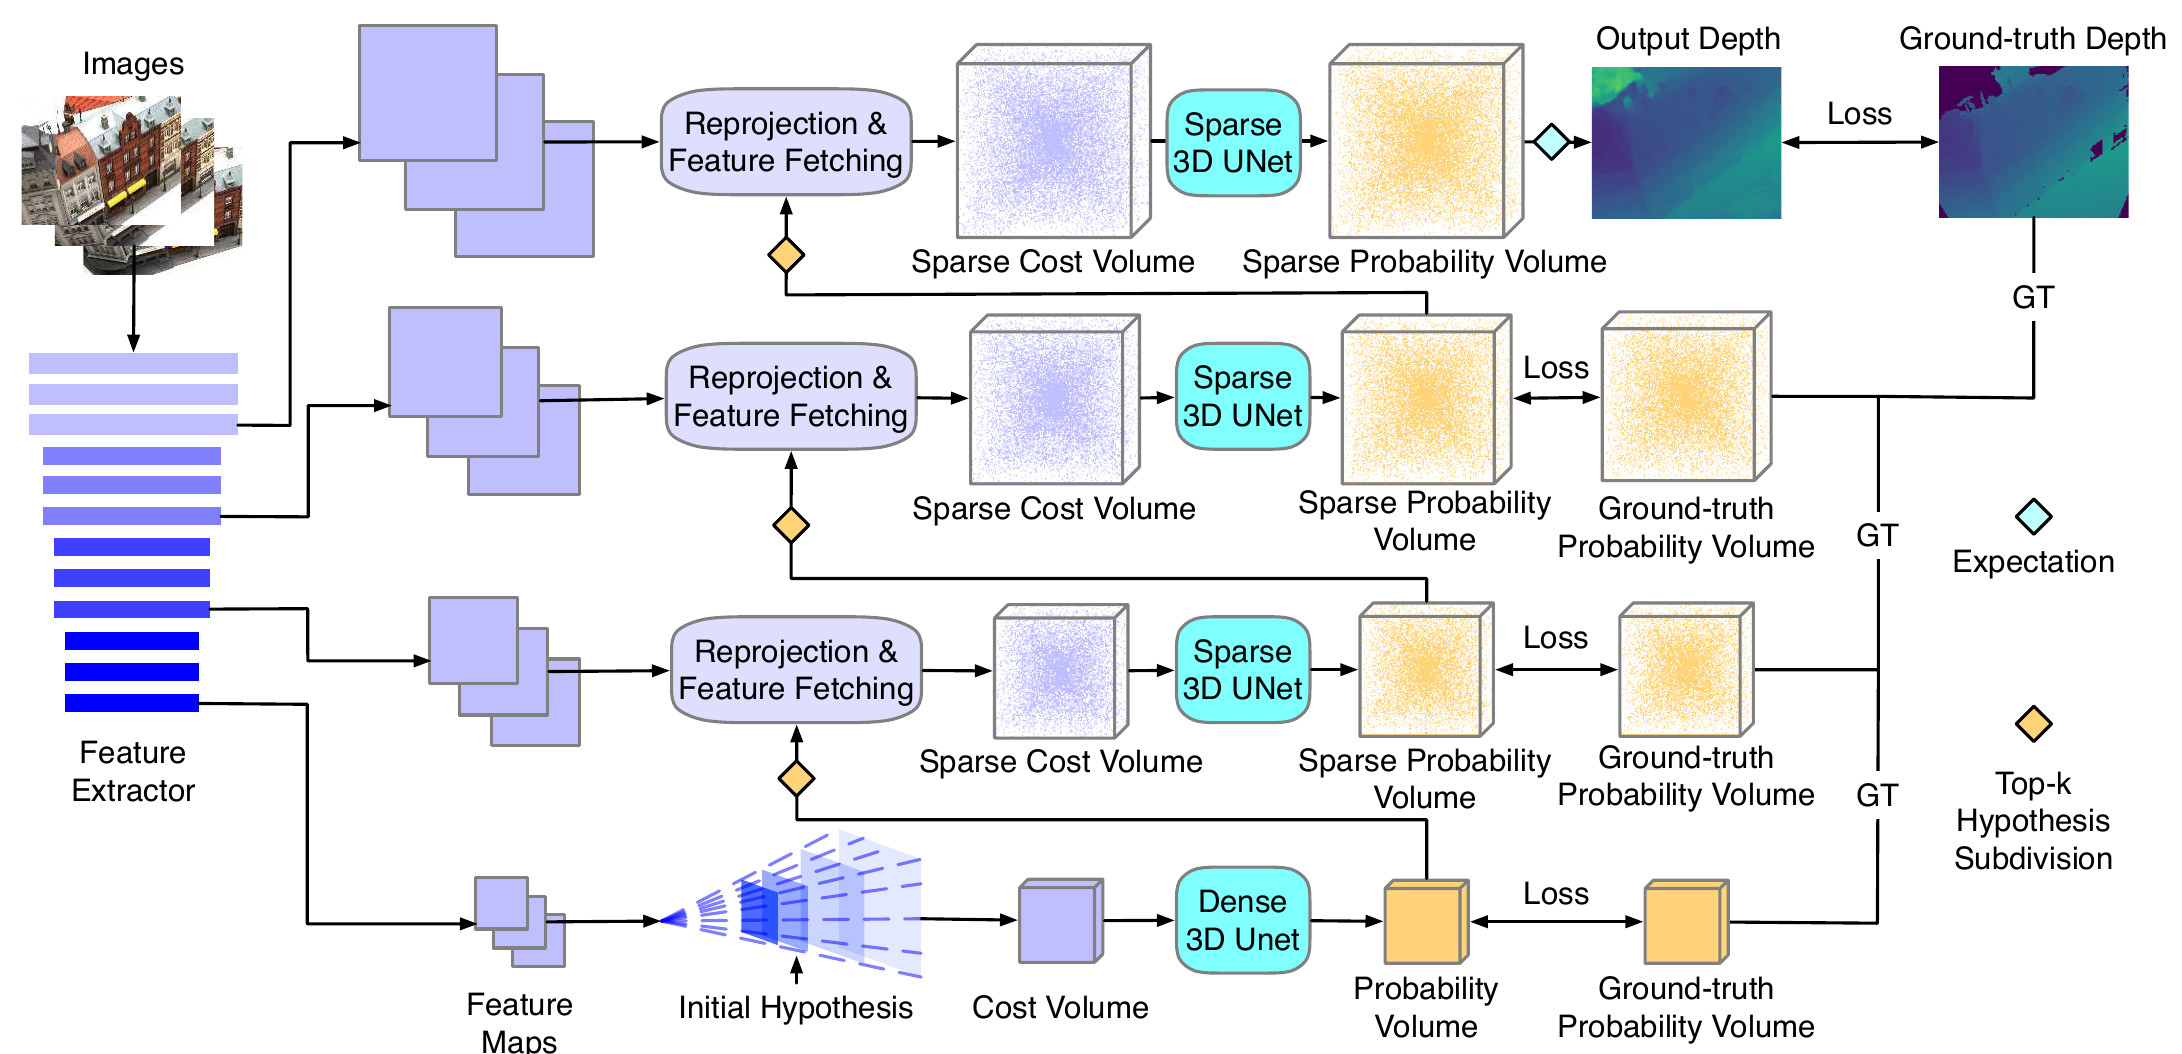 Images
Output Depth
Ground-truth Depth
Reprojection &
Feature Fetching
Sparse
3D UNet
Loss
Sparse Cost Volume
Sparse Probability Volume
GT
Reprojection &
Feature Fetching
Sparse
3D UNet
Loss
Sparse Cost Volume
Sparse Probability
Volume
Ground-truth
Probability Volume
GT
Expectation
Reprojection &
Feature Fetching
Sparse
3D UNet
Loss
Feature
Extractor
Sparse Cost Volume
Sparse Probability
Volume
Ground-truth
Probability Volume
GT
Top-k
Hypothesis
Subdivision
Dense
3D Unet
Loss
Feature
Maps
Initial Hypothesis
Cost Volume
Probability
Volume
Ground-truth
Probability Volume